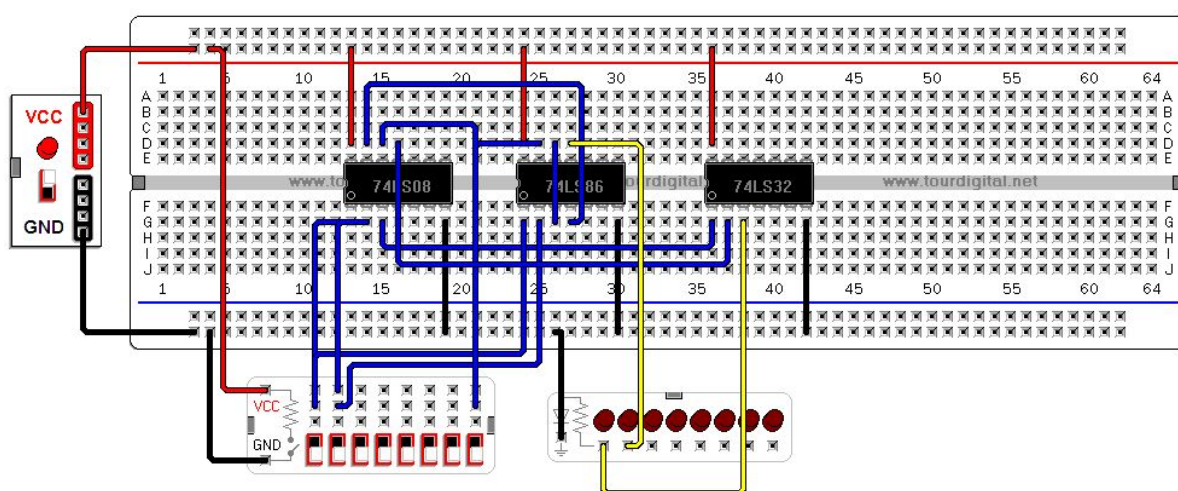 1 5 10 15 20 25 30 35 40 45 50 55 60 64
A A
B B
VCC
C C
D D
E E
www.to tourdigital www.tourdigital.net
74LS08 74LS86 74LS32
F F
GND
G G
H H
I I
J J
1 5 10 15 20 25 30 35 40 45 50 55 60 64
VCC
GND